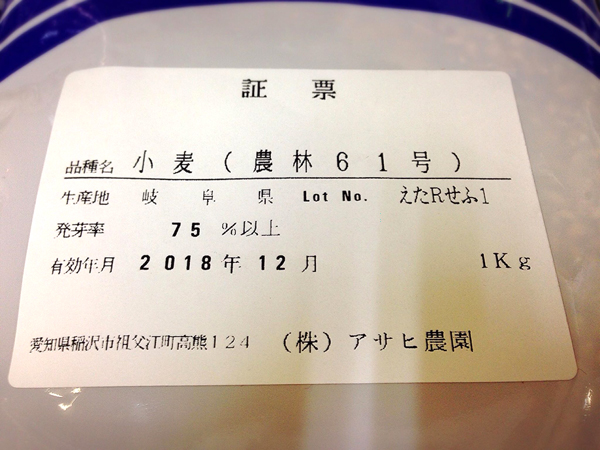 証票
品種名 小麦(農林61号)
生産地 岐阜県 Lot No. えたRせふ1
発芽率 75 %以上
有効年月 2018年12月 1Kg
愛知県稲沢市祖父江町高熊124 (株)アサヒ農園